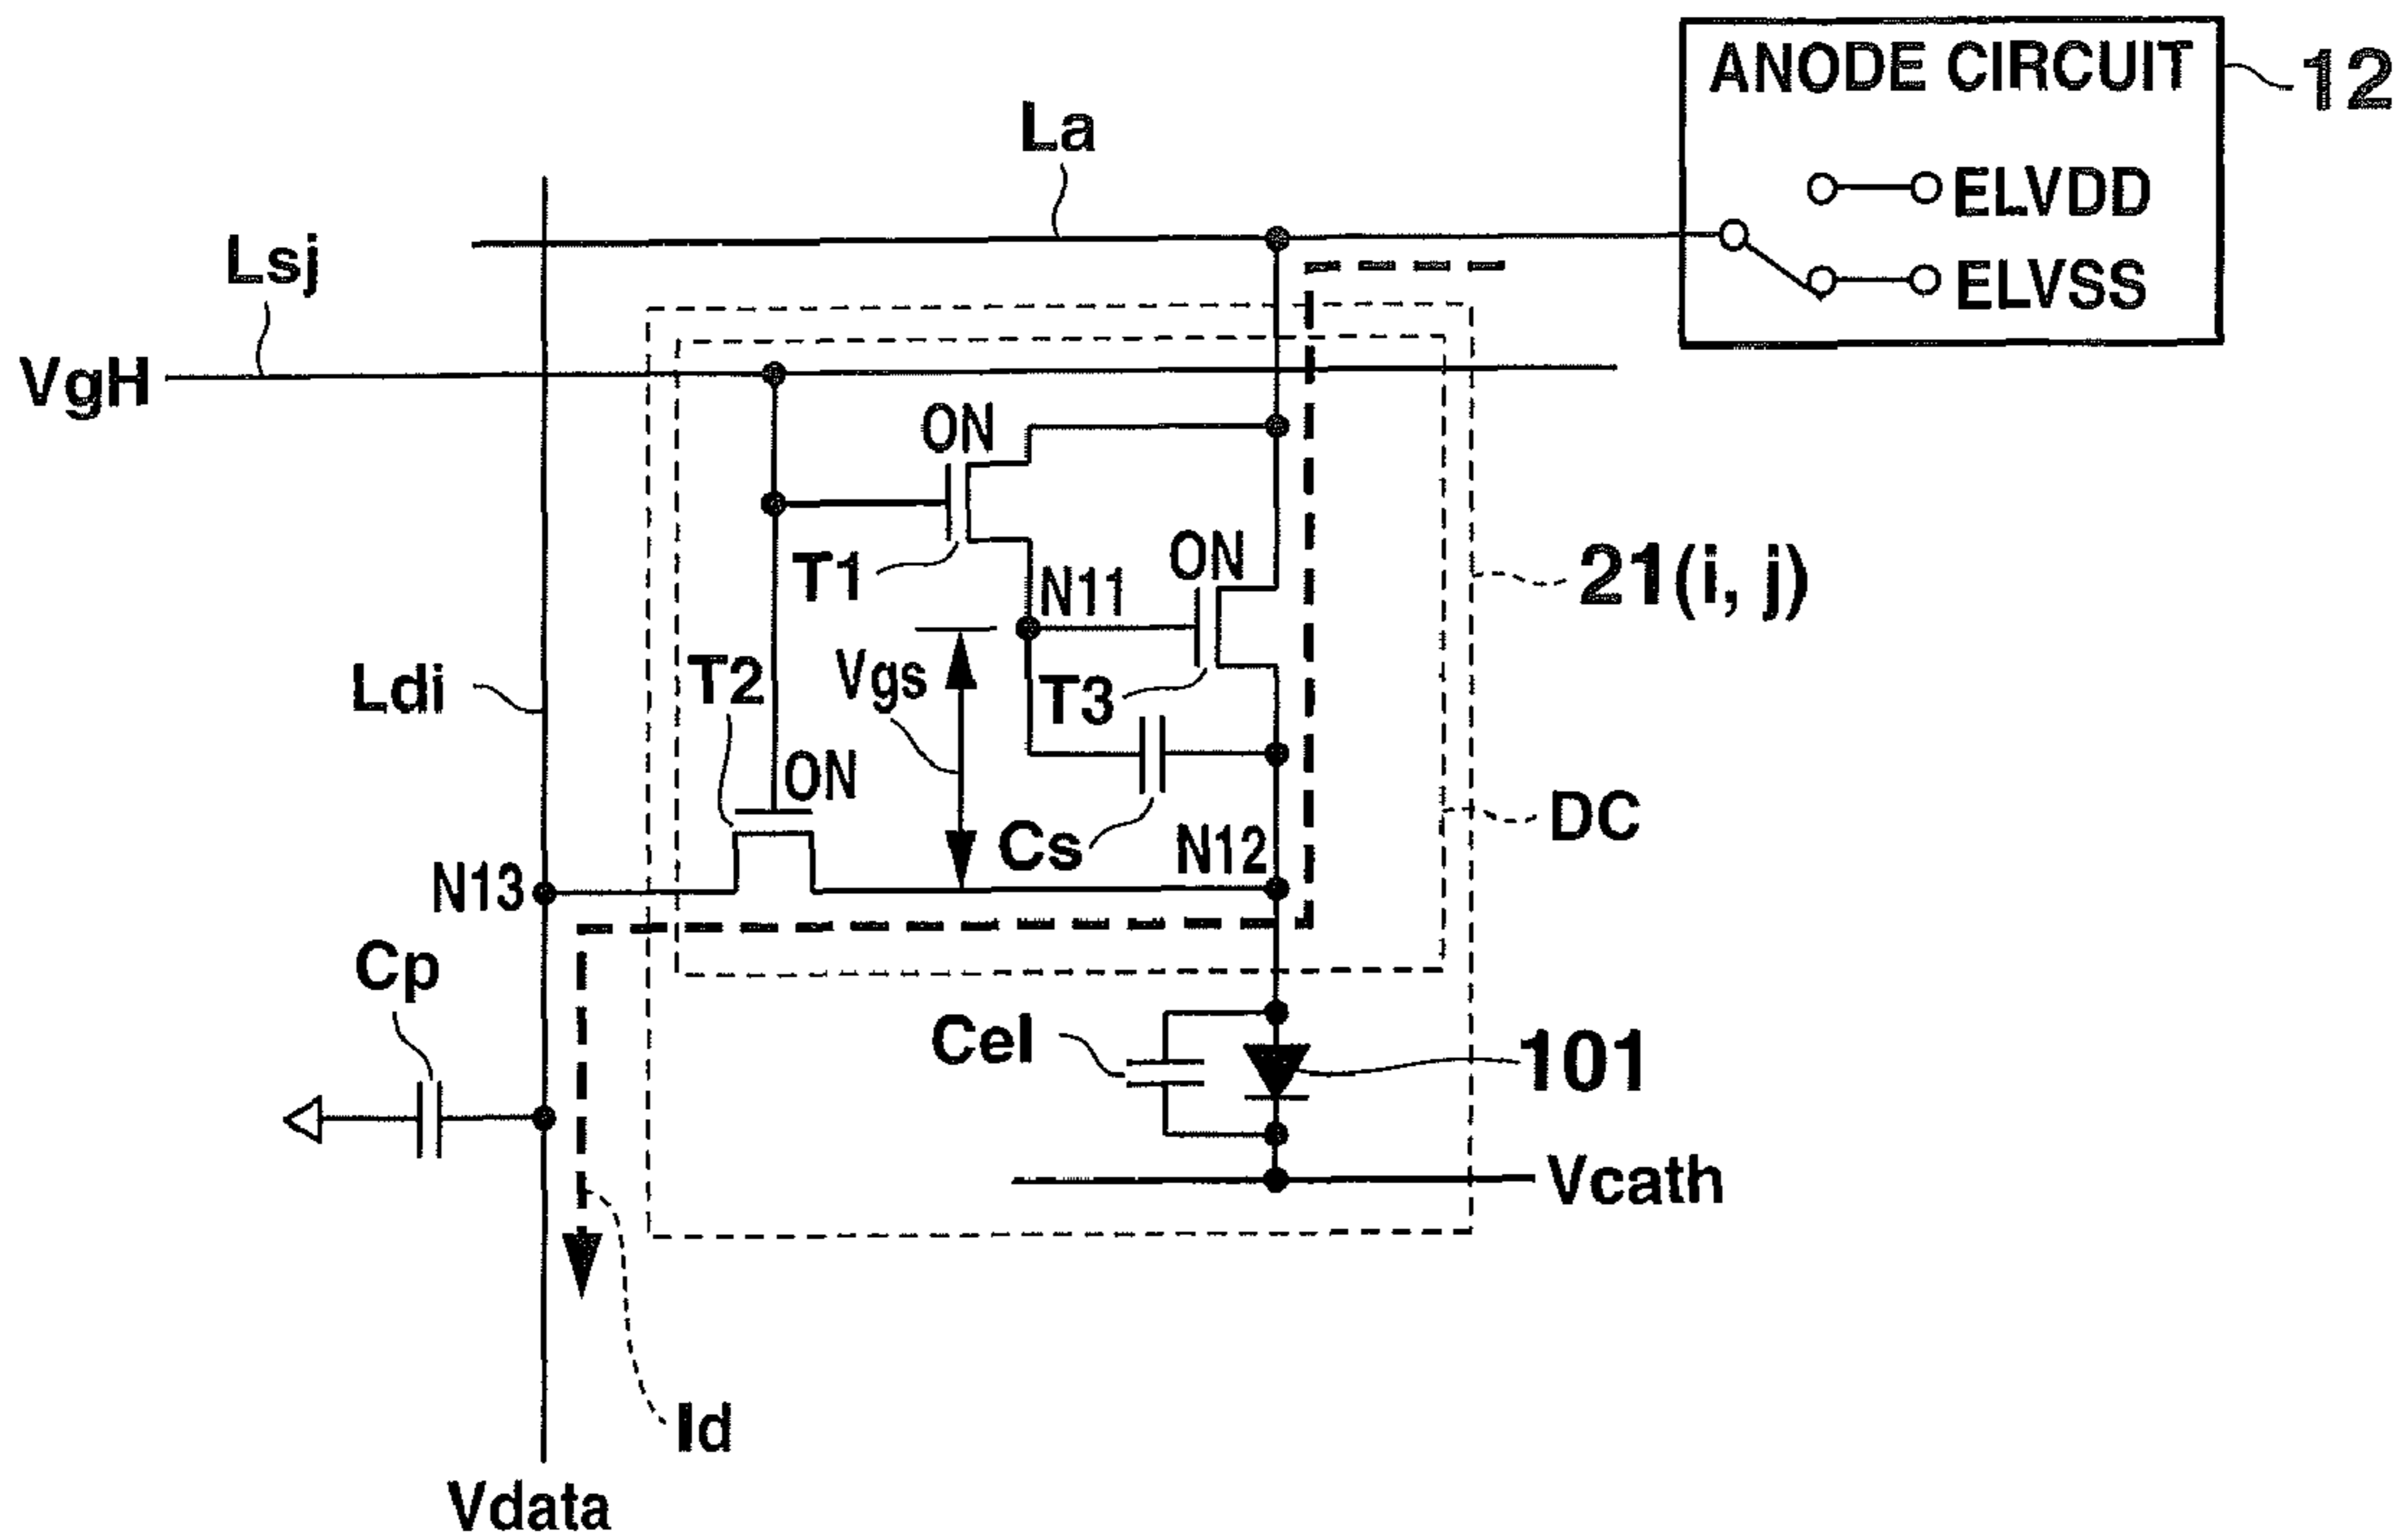 ANODE CIRCUIT
12
La
ELVDD
Lsj
ELVSS
VgH
ON
T1
N11
ON
21(i, j)
Ldi
T2
Vgs
T3
ON
DC
Cs
N12
N13
Cp
Cel
101
Vcath
Id
Vdata